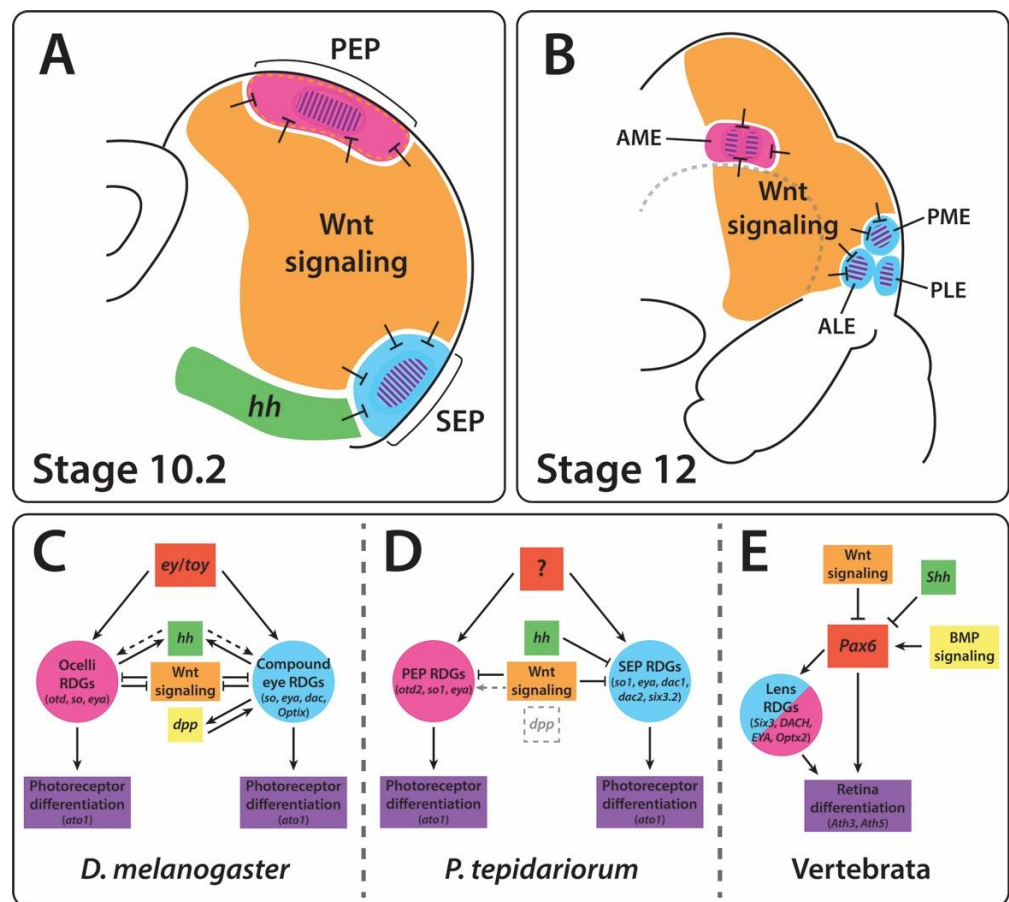 A
PEP
Wnt
signaling
hh
SEP
Stage 10.2
B
AME
Wnt
signaling
PME
PLE
ALE
Stage 12
C
ey/toy
hh
Ocelli
RDGs
(otd, so, eya)
Wnt
signaling
Compound
eye RDGs
(so, eya, dac,
Optix)
dpp
Photoreceptor
differentiation
(ato1)
Photoreceptor
differentiation
(ato1)
D. melanogaster
D
?
hh
PEP RDGs
(otd2, so1, eya)
Wnt
signaling
SEP RDGs
(so1, eya, dac1,
dac2, six3.2)
dpp
Photoreceptor
differentiation
(ato1)
Photoreceptor
differentiation
(ato1)
P. tepidariorum
E
Wnt
signaling
Shh
Pax6
BMP
signaling
Lens
RDGs
(Six3, DACH,
EYA, Optx2)
Retina
differentiation
(Ath3, Ath5)
Vertebrata